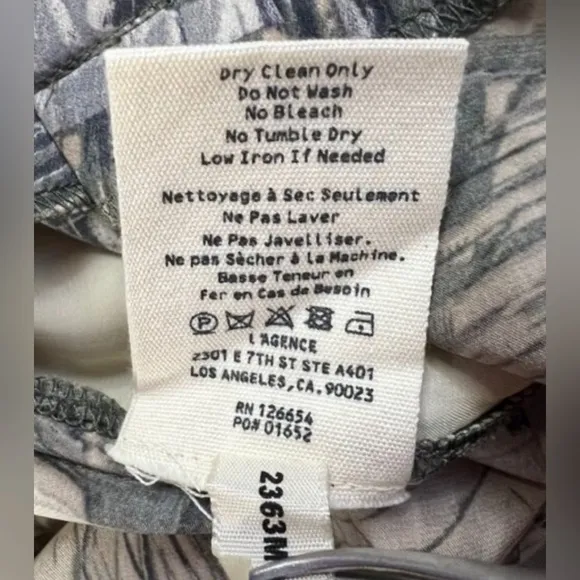 Dry Clean Only
Do Not Wash
No Bleach
No Tumble Dry
Low Iron If Needed
Nettoyage à Sec Seulement
Ne Pas Laver
Ne Pas Javelliser.
Ne pas Sècher à la Machine.
Basse Teneur en
Fer en Cas de Besoin
P
L'AGENCE
2301 E 7TH ST STE A401
LOS ANGELES, CA. 90023
RN 126654
PO# 01652
2363M